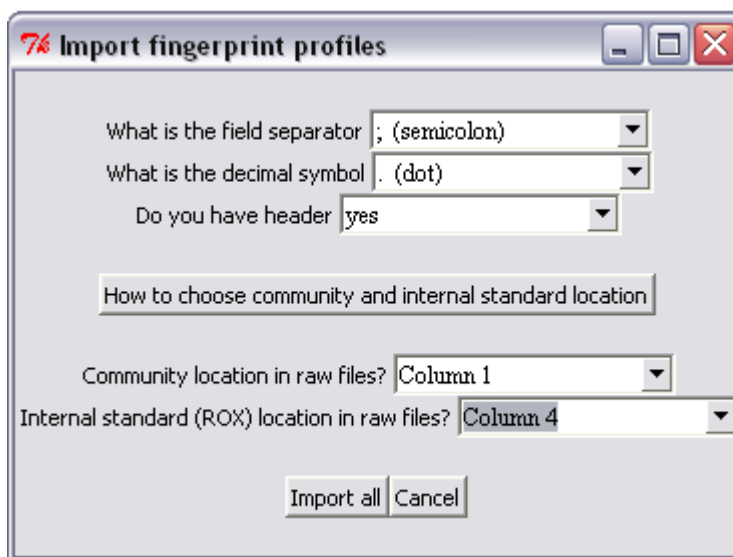 Import fingerprint profiles
What is the field separator ; (semicolon)
What is the decimal symbol . (dot)
Do you have header yes
How to choose community and internal standard location
Community location in raw files? Column 1
Internal standard (ROX) location in raw files? Column 4
Import all Cancel